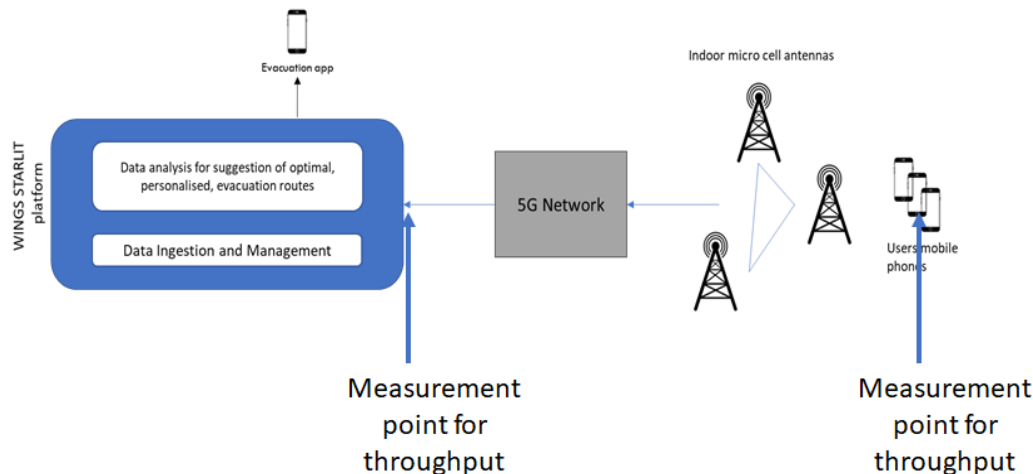 Evacuation app
Indoor micro cell antennas
WINGS STARLIT
platform
Data analysis for suggestion of optimal,
personalised, evacuation routes
Data Ingestion and Management
5G Network
Users mobile
phones
Measurement
point for
throughput
Measurement
point for
throughput